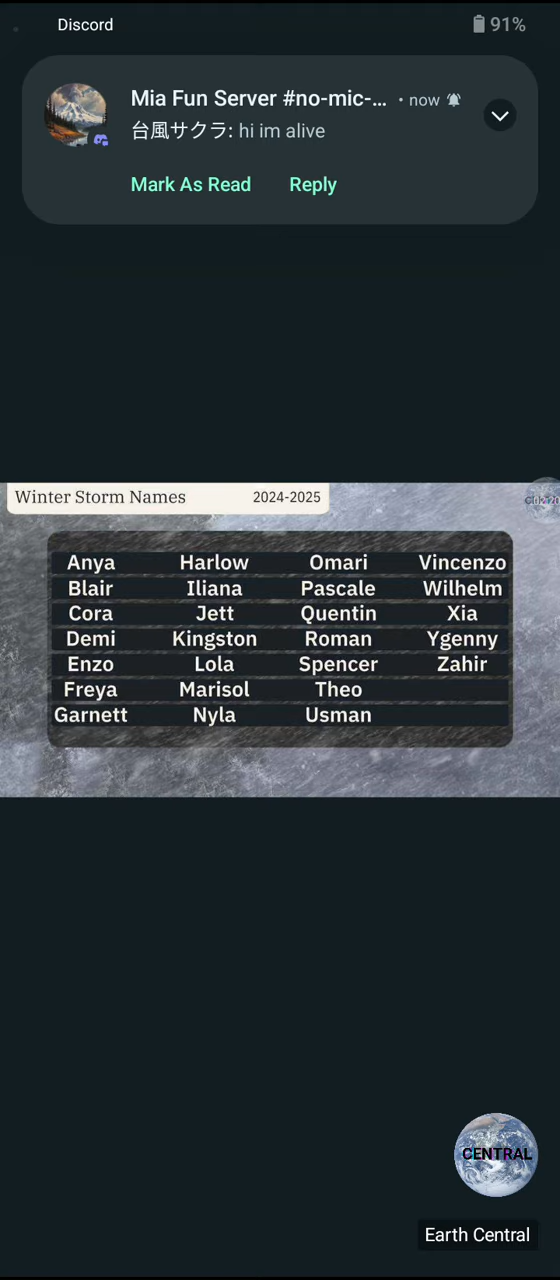 Discord
91%
Mia Fun Server #no-mic-... • now
台風サクラ: hi im alive
Mark As Read Reply
Winter Storm Names 2024-2025
Anya Harlow Omari Vincenzo
Blair Iliana Pascale Wilhelm
Cora Jett Quentin Xia
Demi Kingston Roman Ygenny
Enzo Lola Spencer Zahir
Freya Marisol Theo
Garnett Nyla Usman
CENTRAL
Earth Central